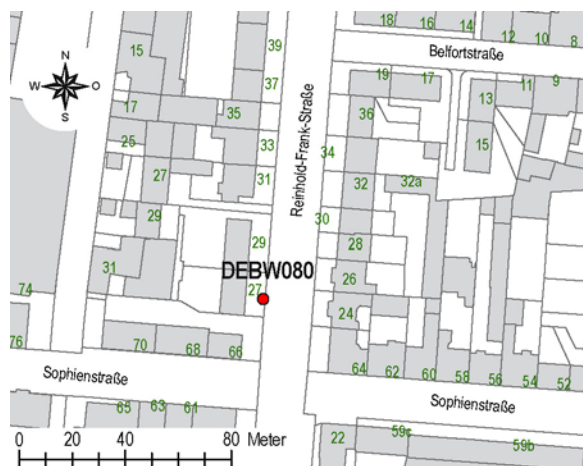 18 16 14 12 10 8
Belfortstraße
39
15
N
W O
S
19 17 11 9
37
13
17 35 36
25 33 34 15
27 31 32 32a
Reinhold-Frank-Straße
29 30
29 28
31 DEBW080 26
27
74 24
76 70 68 66
64 62 60 58 56 54 52
Sophienstraße
Sophienstraße
65 63 61
22 59c 59b
0 20 40 60 80 Meter